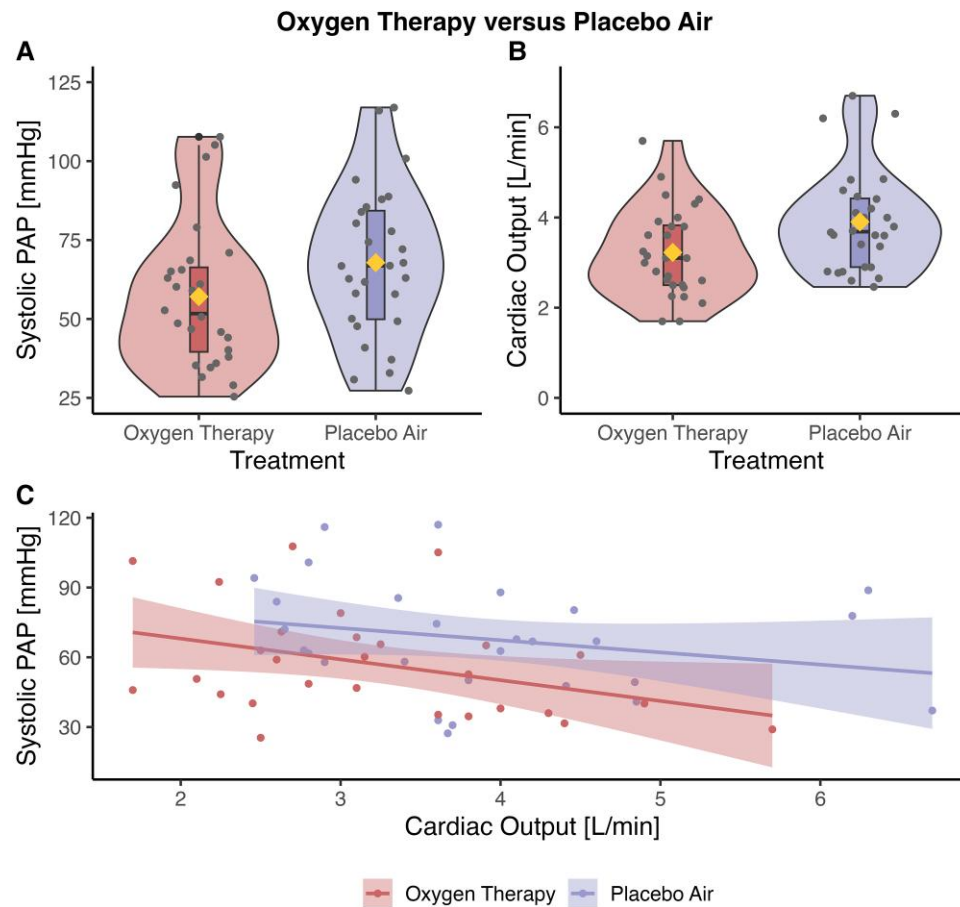 Oxygen Therapy versus Placebo Air
A
Systolic PAP [mmHg]
125
100
75
50
25
Oxygen Therapy
Placebo Air
Treatment
B
Cardiac Output [L/min]
6
4
2
0
Oxygen Therapy
Placebo Air
Treatment
C
Systolic PAP [mmHg]
120
90
60
30
2
3
4
5
6
Cardiac Output [L/min]
Oxygen Therapy
Placebo Air